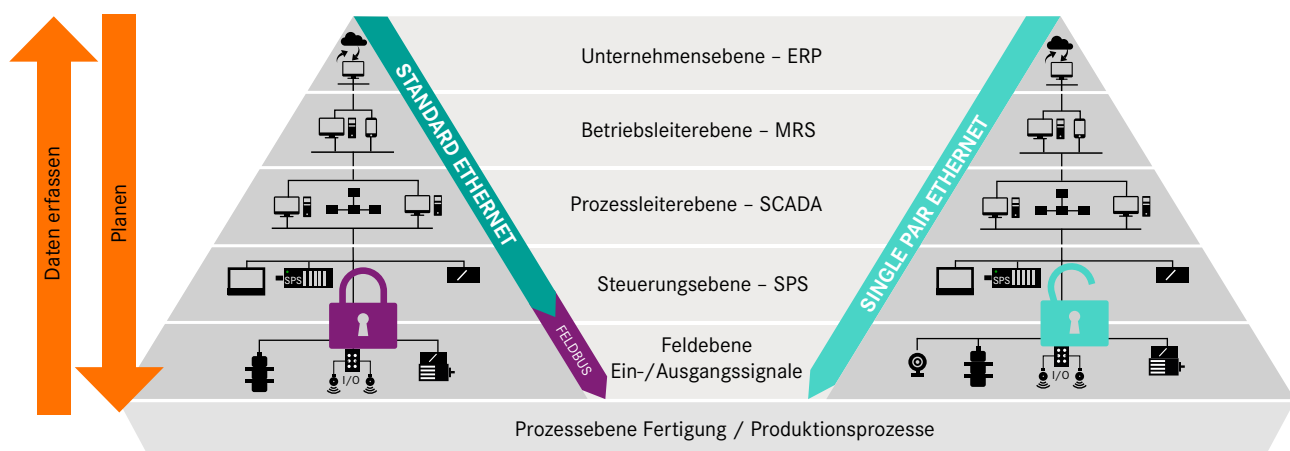 Daten erfassen
Planen
STANDARD ETHERNET
FELDBUS
SPS
I/O
Unternehmensebene – ERP
Betriebsleiterebene – MRS
Prozessleiterebene – SCADA
Steuerungsebene – SPS
Feldebene
Ein-/Ausgangssignale
SINGLE PAIR ETHERNET
SPS
I/O
Prozessebene Fertigung / Produktionsprozesse